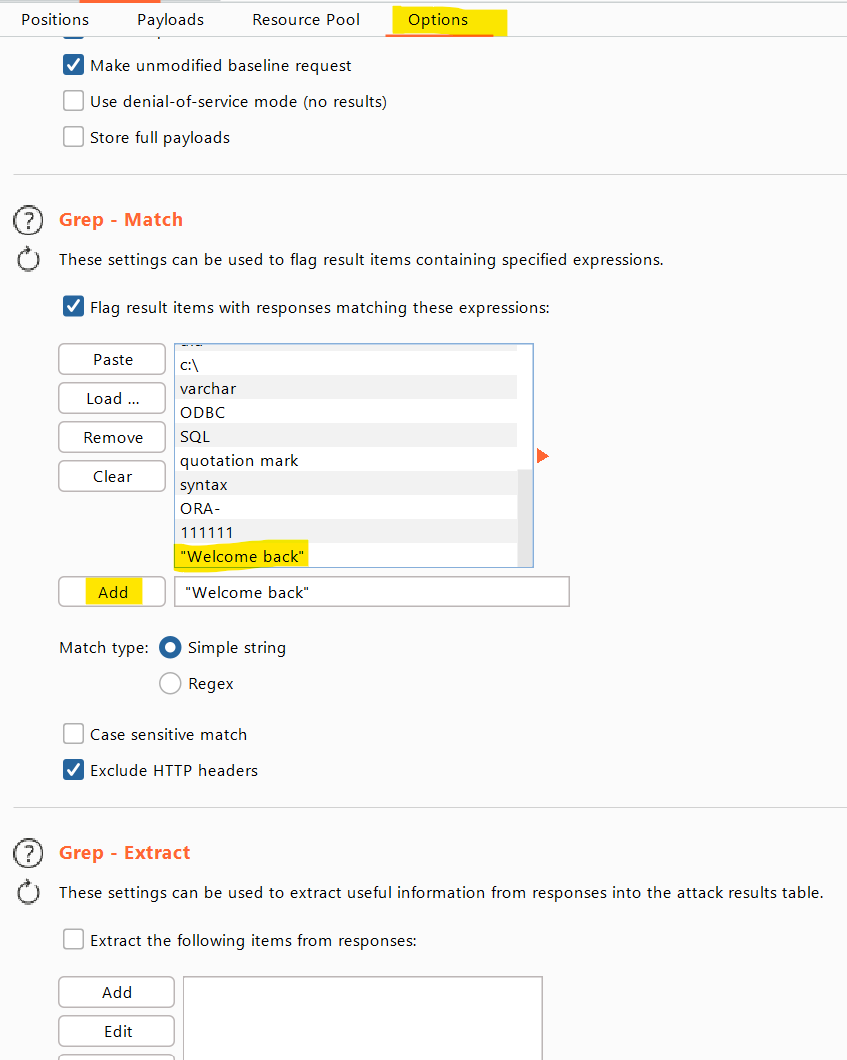 Positions Payloads Resource Pool Options
Make unmodified baseline request
Use denial-of-service mode (no results)
Store full payloads
? Grep - Match
These settings can be used to flag result items containing specified expressions.
Flag result items with responses matching these expressions:
Paste
Load ...
Remove
Clear
c:\
varchar
ODBC
SQL
quotation mark
syntax
ORA-
111111
"Welcome back"
Add "Welcome back"
Match type: Simple string
Regex
Case sensitive match
Exclude HTTP headers
? Grep - Extract
These settings can be used to extract useful information from responses into the attack results table.
Extract the following items from responses:
Add
Edit